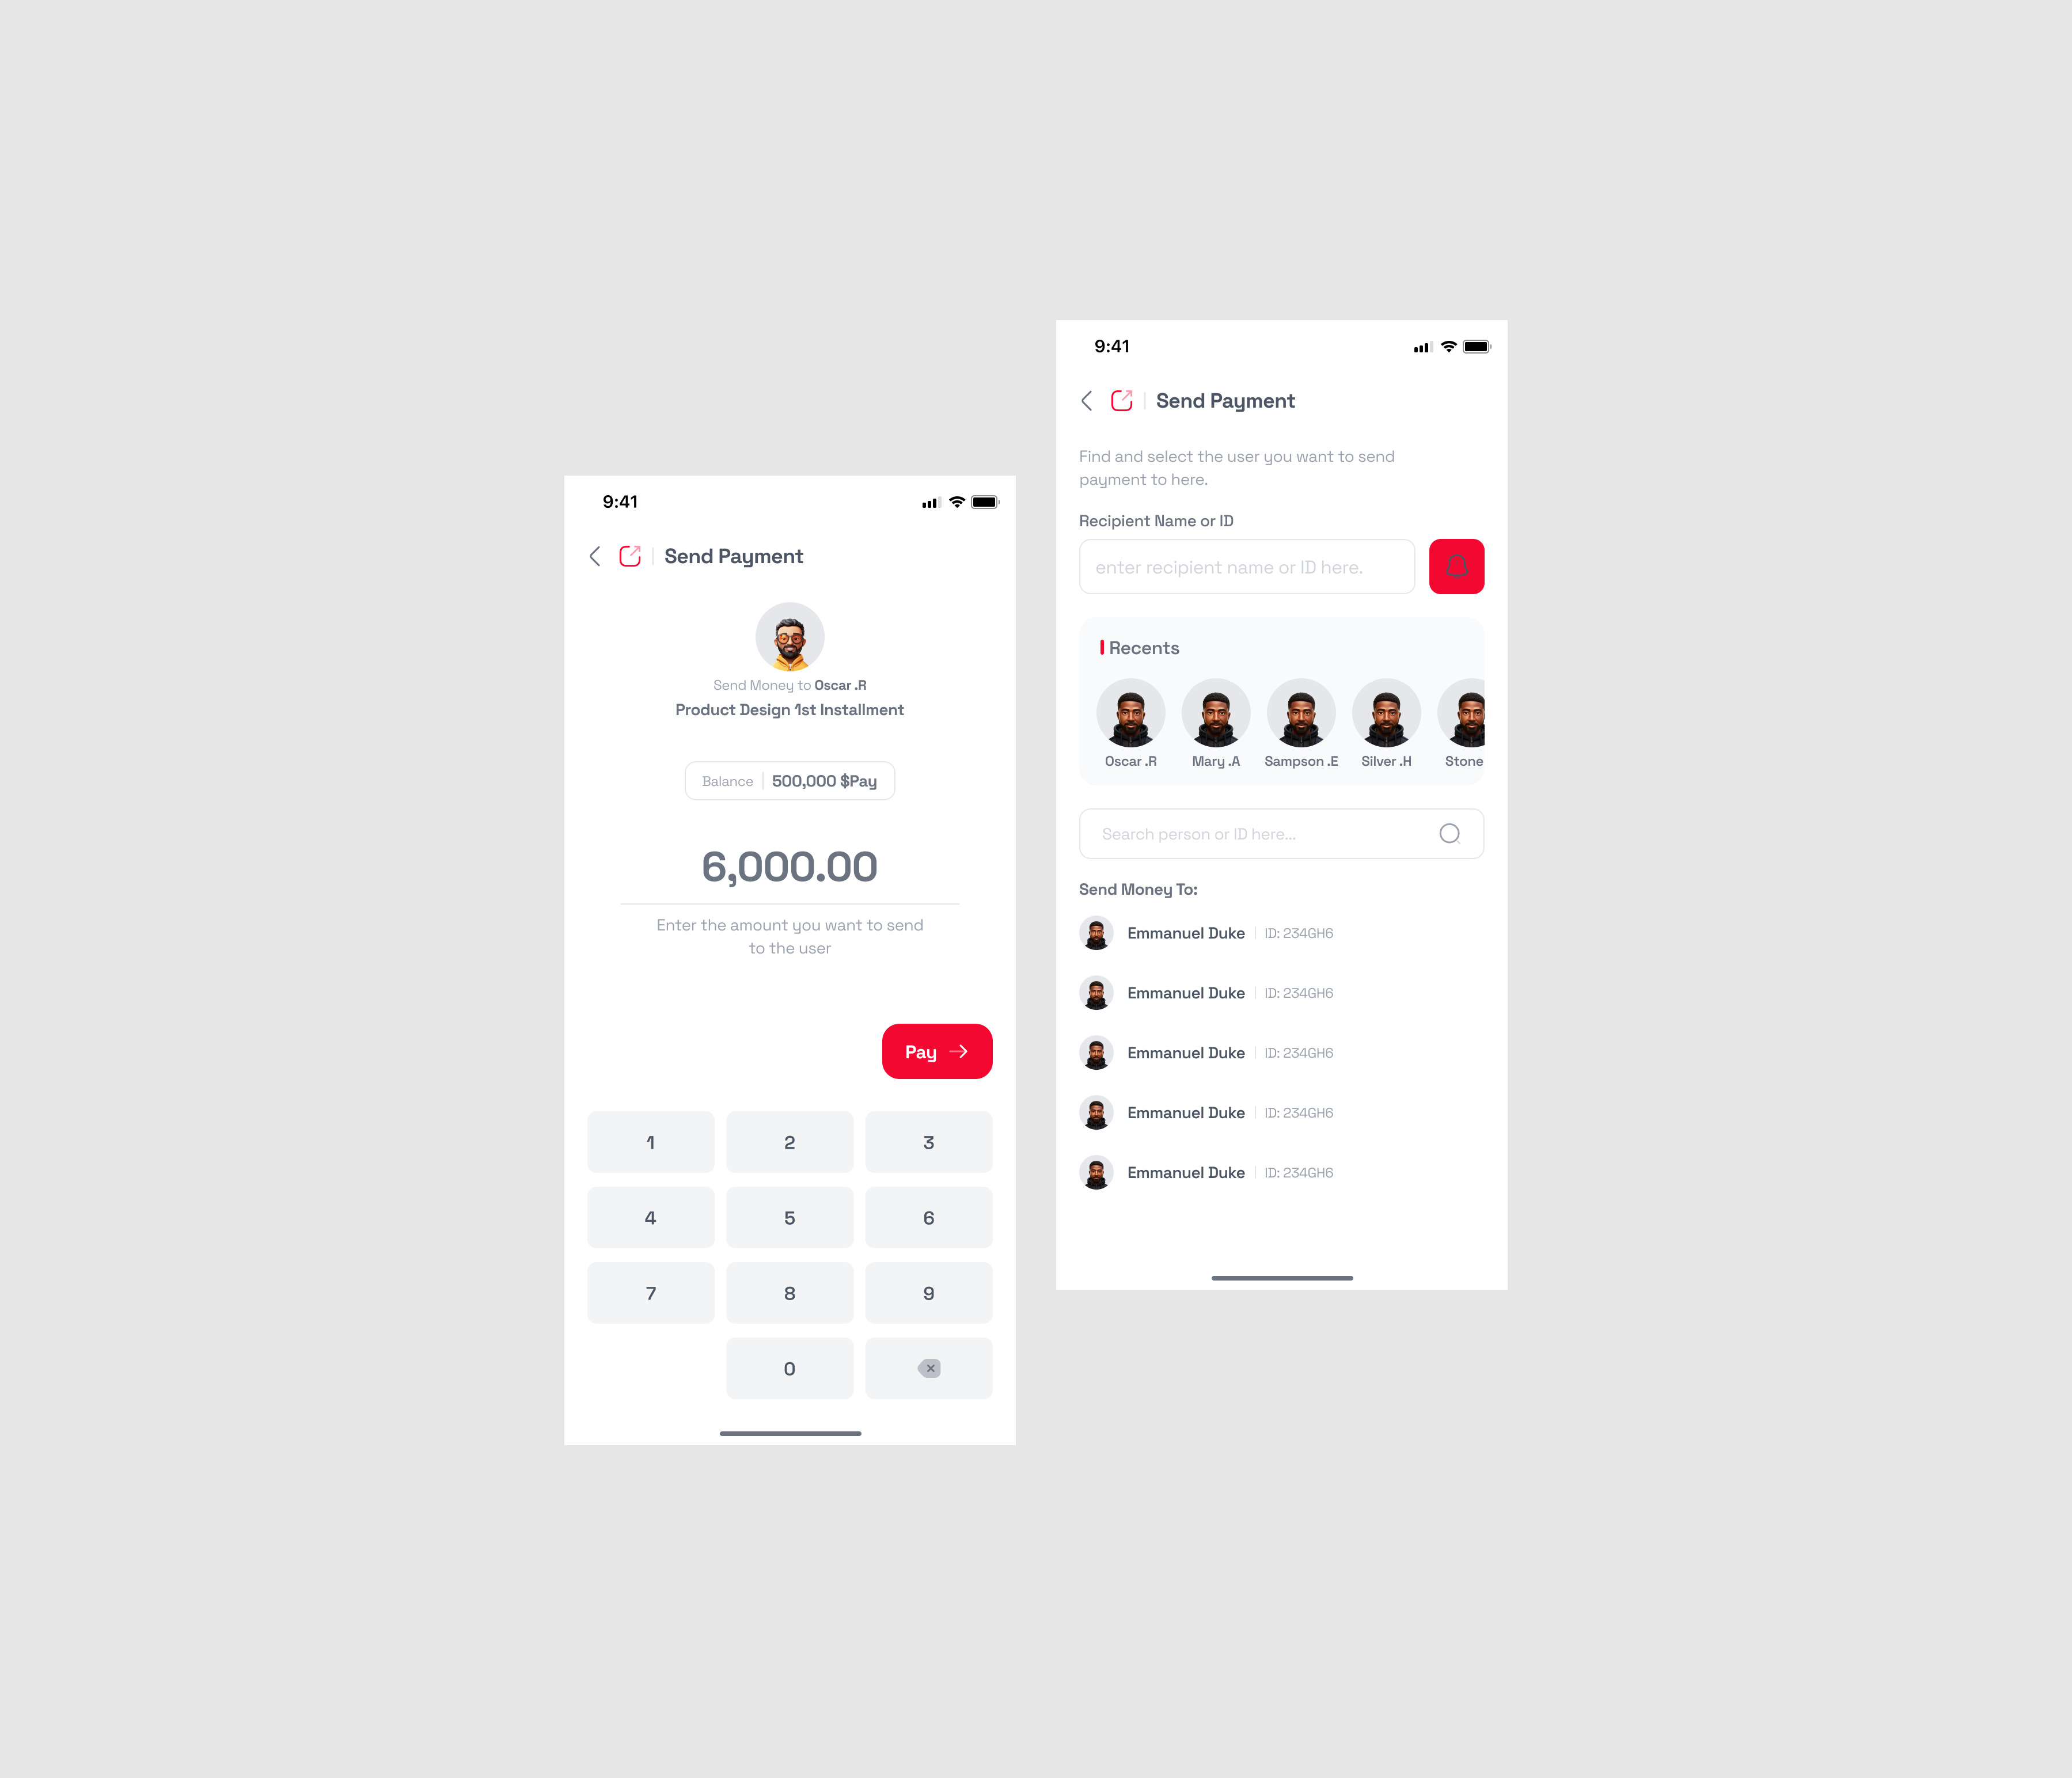 9:41
Send Payment
Send Money to Oscar .R
Product Design 1st Installment
Balance 500,000 $Pay
6,000.00
Enter the amount you want to send
to the user
Pay
1 2 3
4 5 6
7 8 9
0
9:41
Send Payment
Find and select the user you want to send
payment to here.
Recipient Name or ID
enter recipient name or ID here.
Recents
Oscar .R Mary .A Sampson .E Silver .H Stone
Search person or ID here...
Send Money To:
Emmanuel Duke ID: 234GH6
Emmanuel Duke ID: 234GH6
Emmanuel Duke ID: 234GH6
Emmanuel Duke ID: 234GH6
Emmanuel Duke ID: 234GH6